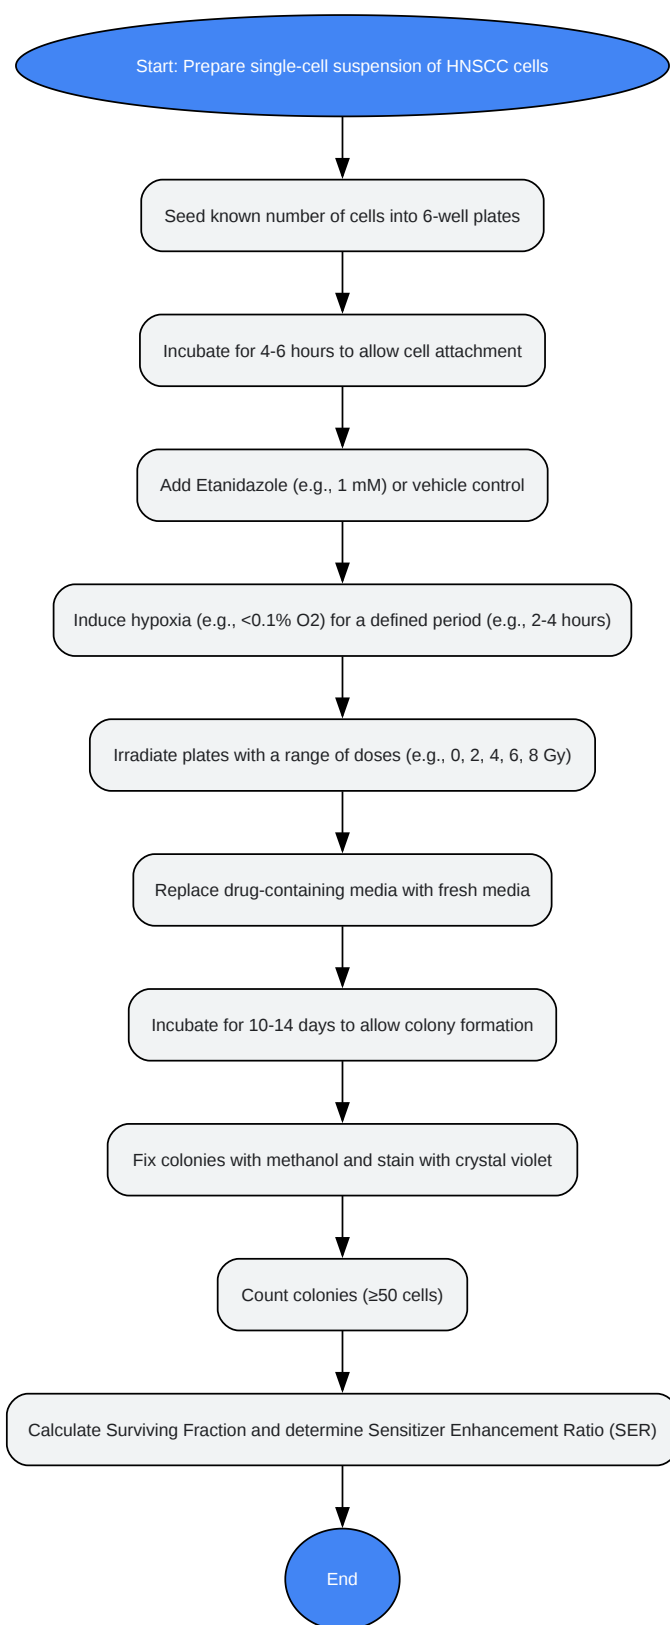 Start: Prepare single-cell suspension of HNSCC cells
Seed known number of cells into 6-well plates
Incubate for 4-6 hours to allow cell attachment
Add Etanidazole (e.g., 1 mM) or vehicle control
Induce hypoxia (e.g., <0.1% O2) for a defined period (e.g., 2-4 hours)
Irradiate plates with a range of doses (e.g., 0, 2, 4, 6, 8 Gy)
Replace drug-containing media with fresh media
Incubate for 10-14 days to allow colony formation
Fix colonies with methanol and stain with crystal violet
Count colonies (≥50 cells)
Calculate Surviving Fraction and determine Sensitizer Enhancement Ratio (SER)
End